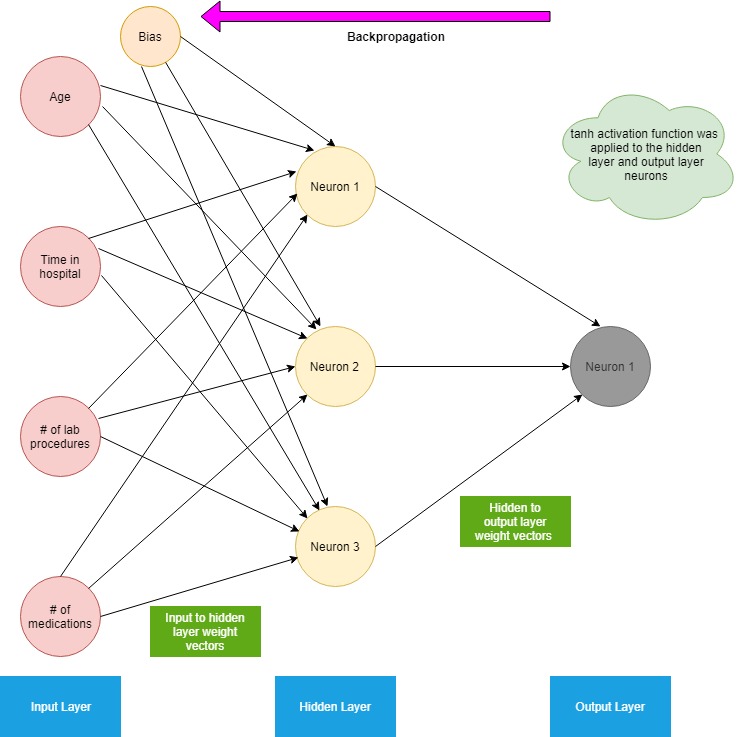 Bias
Backpropagation
Age
tanh activation function was
applied to the hidden
layer and output layer
neurons
Neuron 1
Time in
hospital
Neuron 2
Neuron 1
# of lab
procedures
Hidden to
output layer
weight vectors
Neuron 3
# of
medications
Input to hidden
layer weight
vectors
Input Layer
Hidden Layer
Output Layer